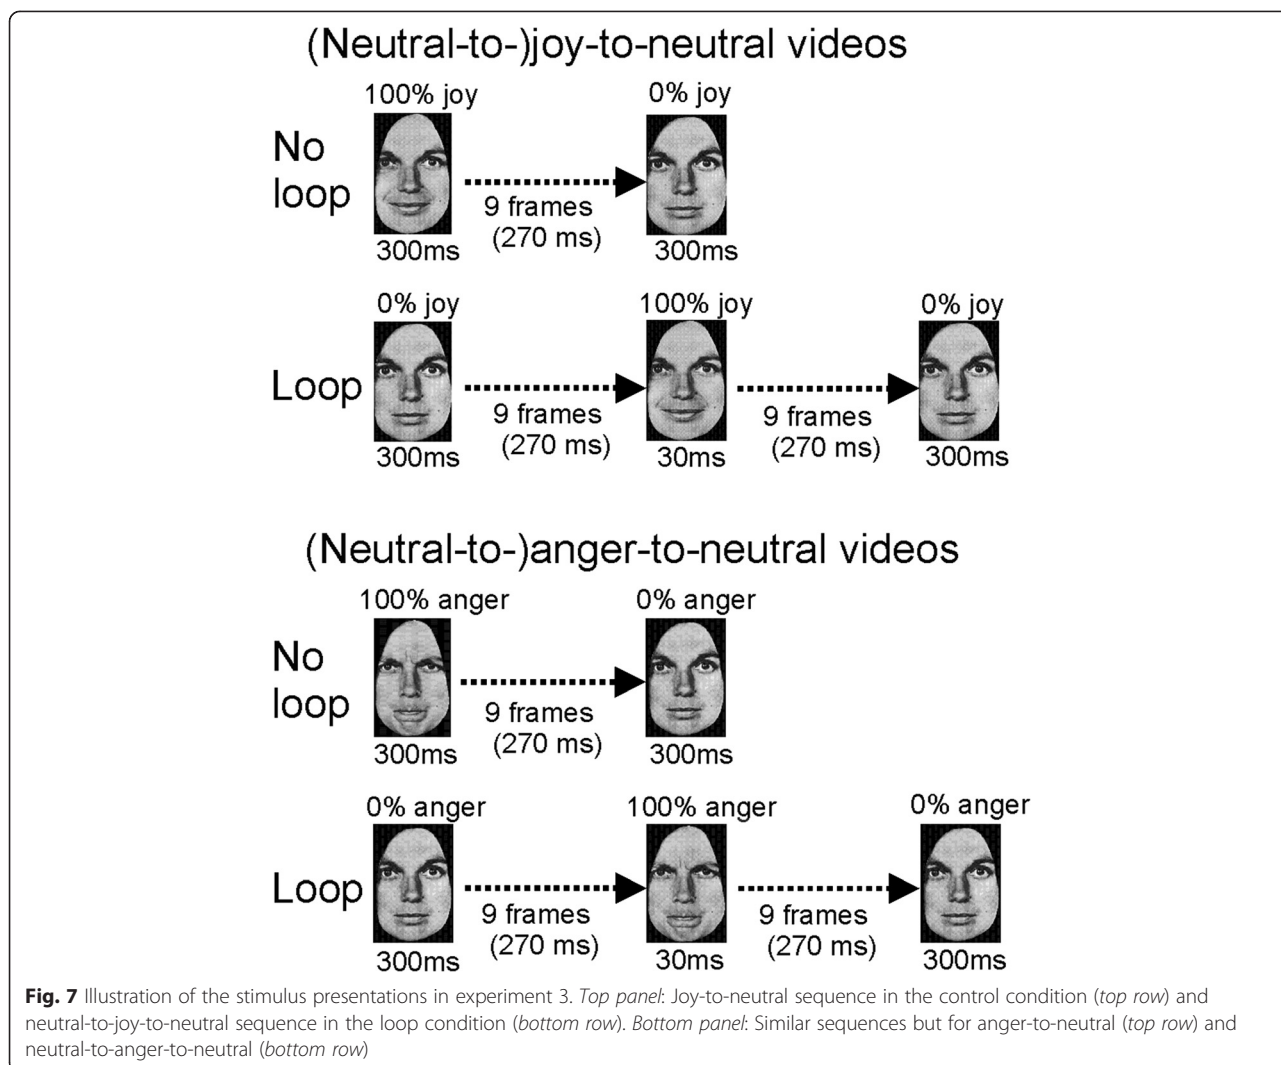 (Neutral-to-)joy-to-neutral videos
100% joy
0% joy
No
loop
9 frames
(270 ms)
300ms
300ms
0% joy
100% joy
0% joy
Loop
9 frames
(270 ms)
9 frames
(270 ms)
300ms
30ms
300ms
(Neutral-to-)anger-to-neutral videos
100% anger
0% anger
No
loop
9 frames
(270 ms)
300ms
300ms
0% anger
100% anger
0% anger
Loop
9 frames
(270 ms)
9 frames
(270 ms)
300ms
30ms
300ms
Fig. 7 Illustration of the stimulus presentations in experiment 3. Top panel: Joy-to-neutral sequence in the control condition (top row) and
neutral-to-joy-to-neutral sequence in the loop condition (bottom row). Bottom panel: Similar sequences but for anger-to-neutral (top row) and
neutral-to-anger-to-neutral (bottom row)